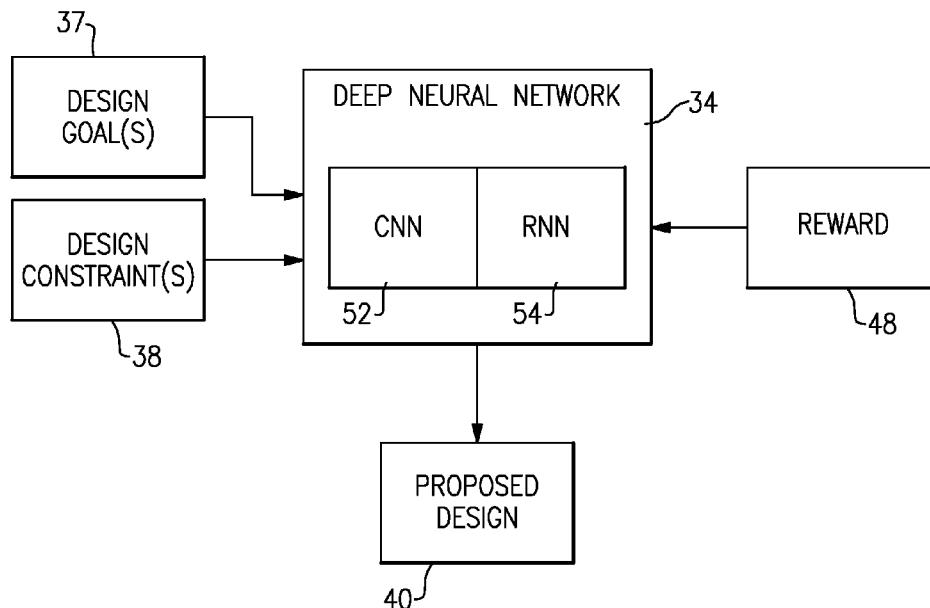 37
DESIGN
GOAL(S)
DESIGN
CONSTRAINT(S)
38
DEEP NEURAL NETWORK
34
CNN
RNN
52
54
REWARD
48
PROPOSED
DESIGN
40